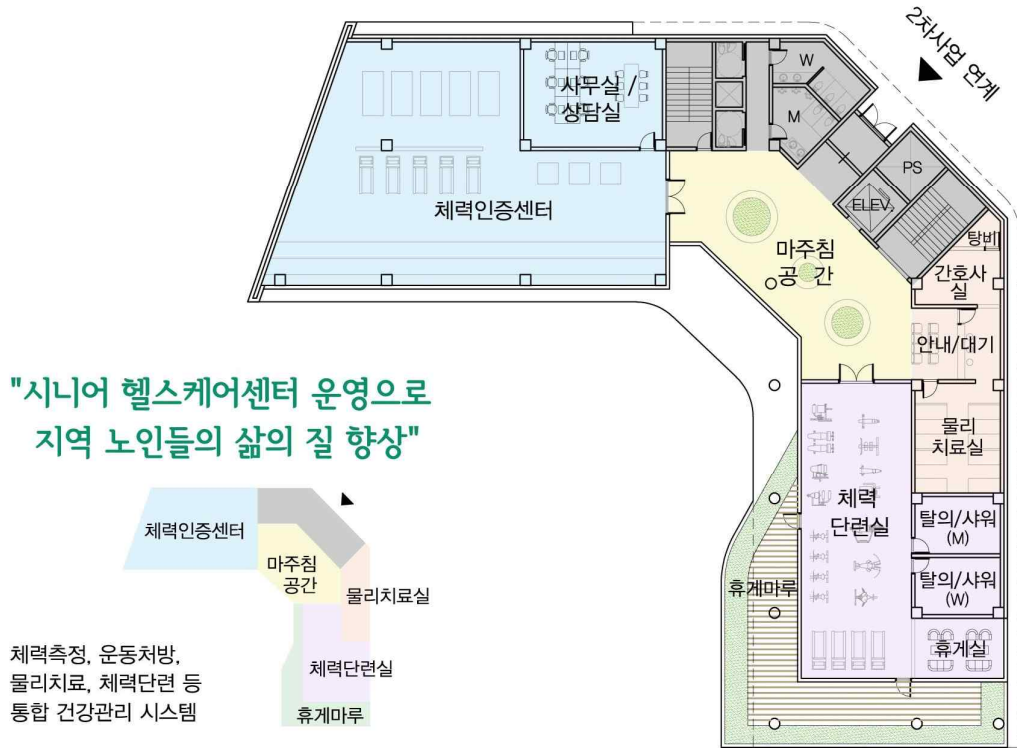 2차사업 연계
W
사무실 /
상담실
M
PS
ELEV.
체력인증센터
탕비
마주침
공 간
간호사
실
안내/대기
"시니어 헬스케어센터 운영으로
지역 노인들의 삶의 질 향상"
물리
치료실
체력
단련실
탈의/샤워
(M)
탈의/샤워
(W)
휴게마루
휴게실
체력인증센터
마주침
공간
물리치료실
체력단련실
휴게마루
체력측정, 운동처방,
물리치료, 체력단련 등
통합 건강관리 시스템